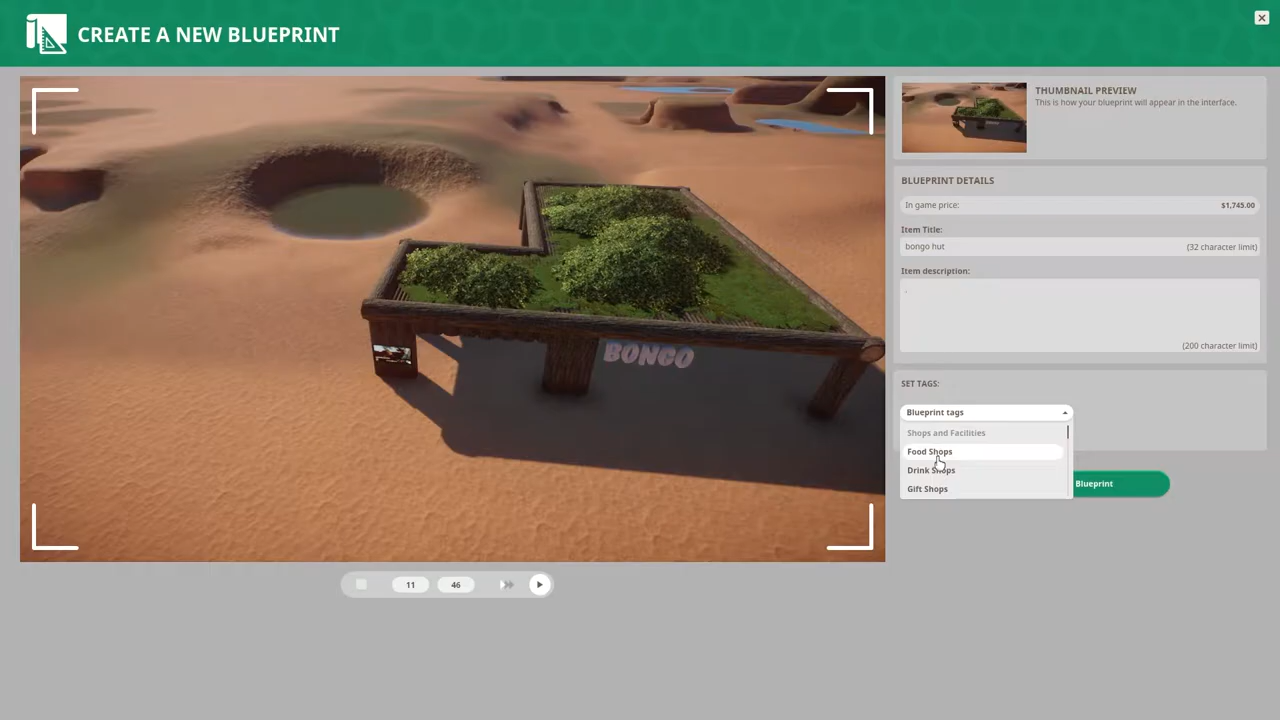 CREATE A NEW BLUEPRINT
THUMBNAIL PREVIEW
This is how your blueprint will appear in the interface.
BLUEPRINT DETAILS
In game price: $1,745.00
Item Title:
bongo hut (32 character limit)
Item description:
.
(200 character limit)
BONGO
SET TAGS:
Blueprint tags
Shops and Facilities
Food Shops
Drink Shops
Gift Shops
Blueprint
11 46